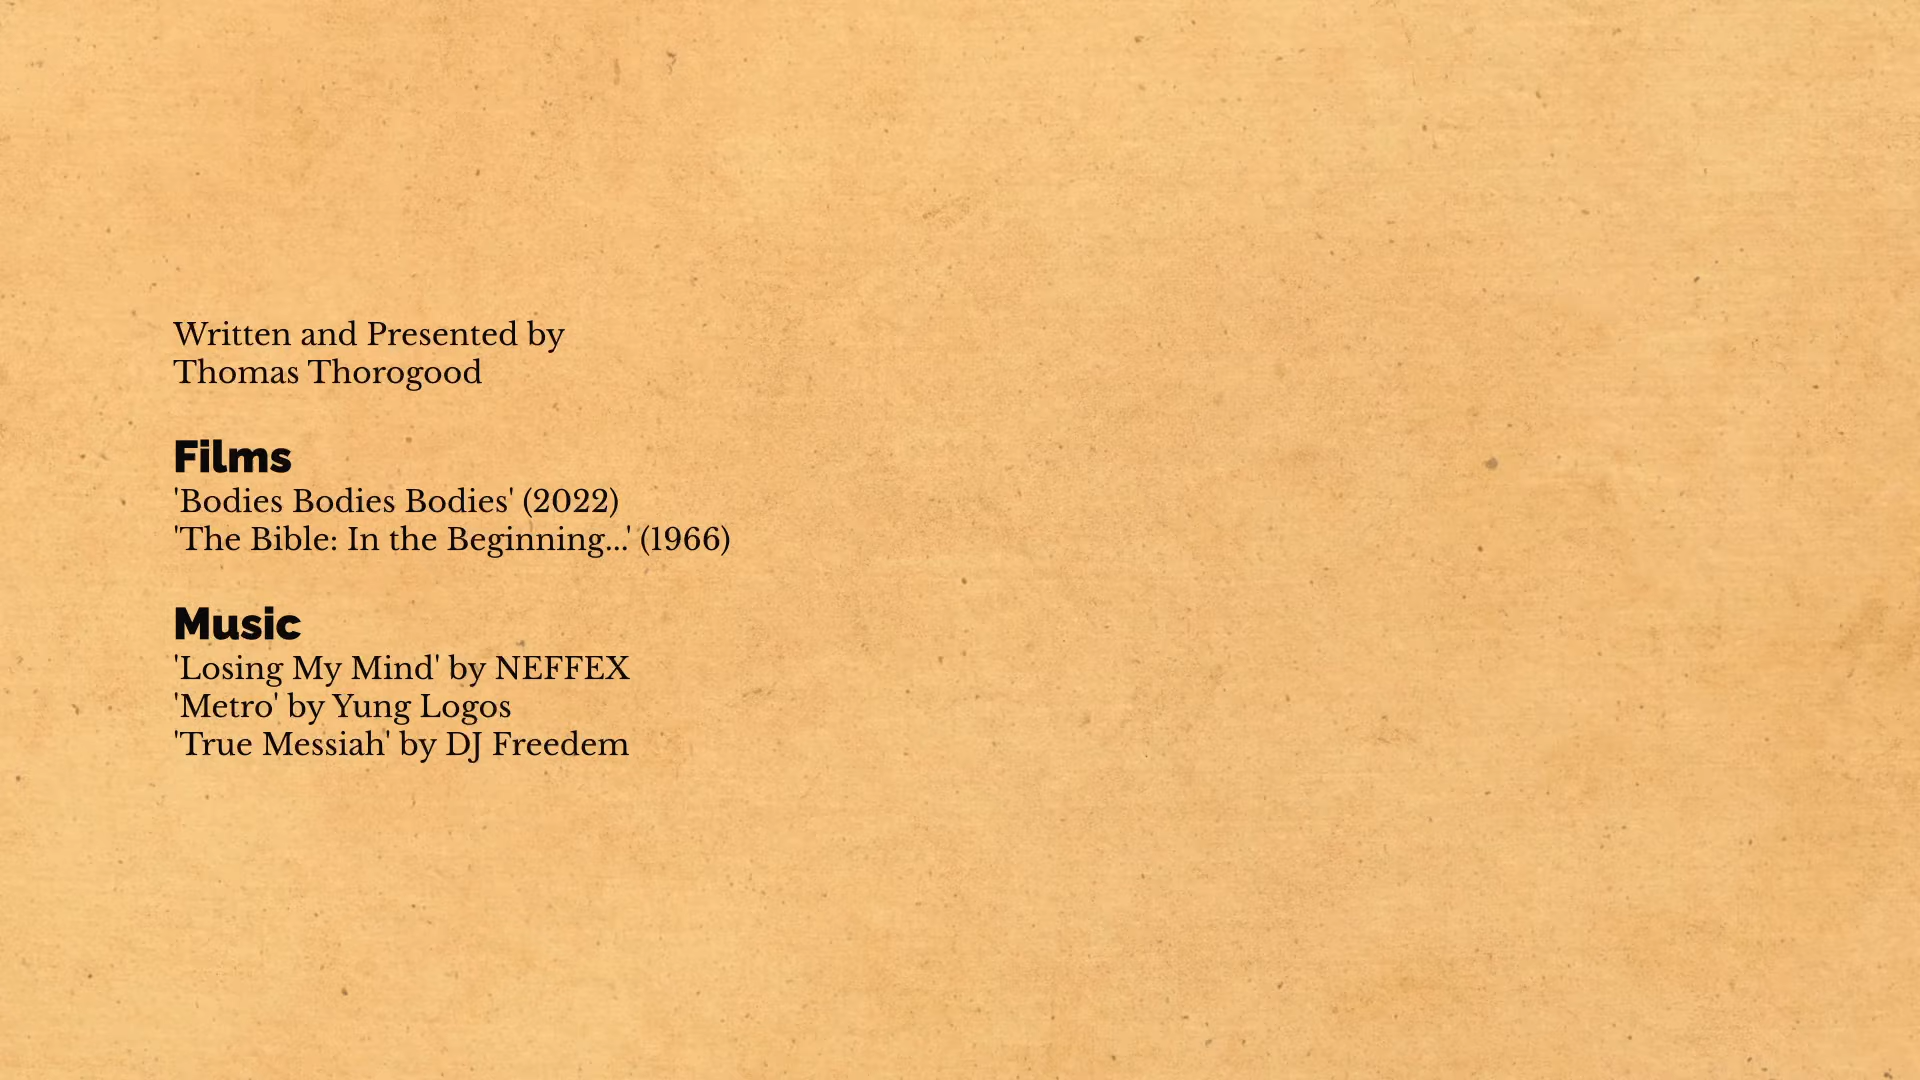 Written and Presented by
Thomas Thorogood
Films
'Bodies Bodies Bodies' (2022)
'The Bible: In the Beginning...' (1966)
Music
'Losing My Mind' by NEFFEX
'Metro' by Yung Logos
'True Messiah' by DJ Freedem